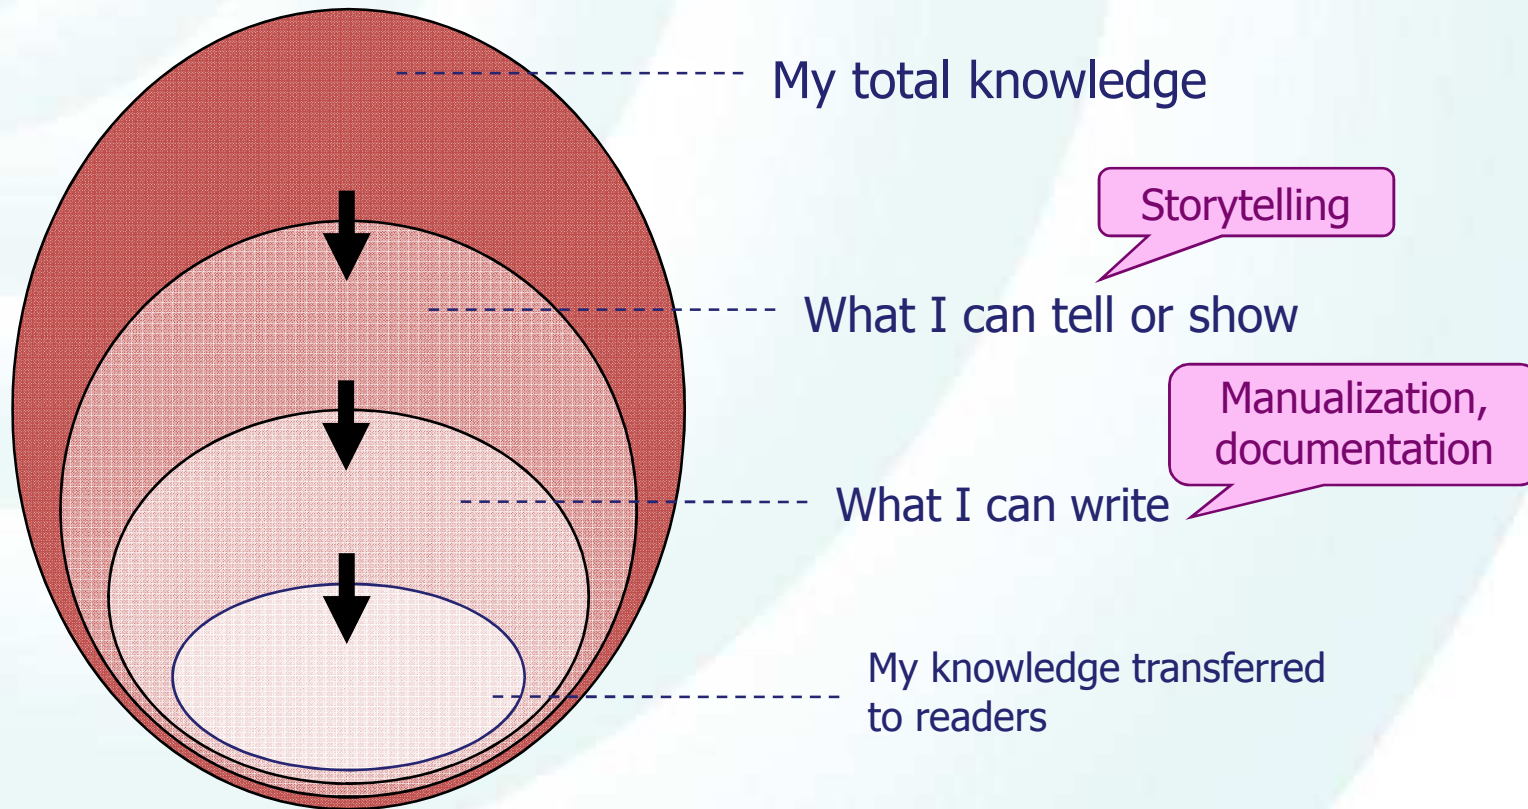 My total knowledge
Storytelling
What I can tell or show
Manualization,
documentation
What I can write
My knowledge transferred
to readers